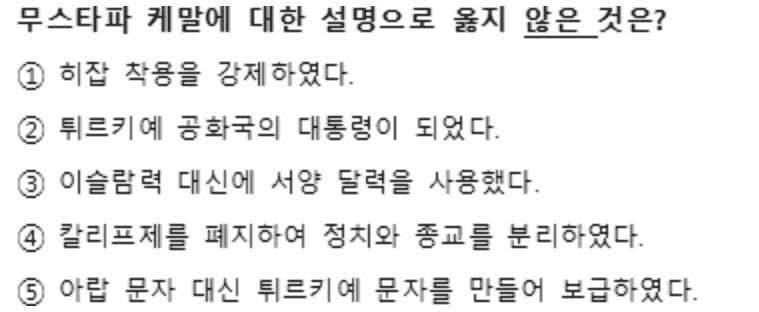 무스타파 케말에 대한 설명으로 옳지 않은 것은?
① 히잡 착용을 강제하였다.
② 튀르키예 공화국의 대통령이 되었다.
③ 이슬람력 대신에 서양 달력을 사용했다.
④ 칼리프제를 폐지하여 정치와 종교를 분리하였다.
⑤ 아랍 문자 대신 튀르키예 문자를 만들어 보급하였다.